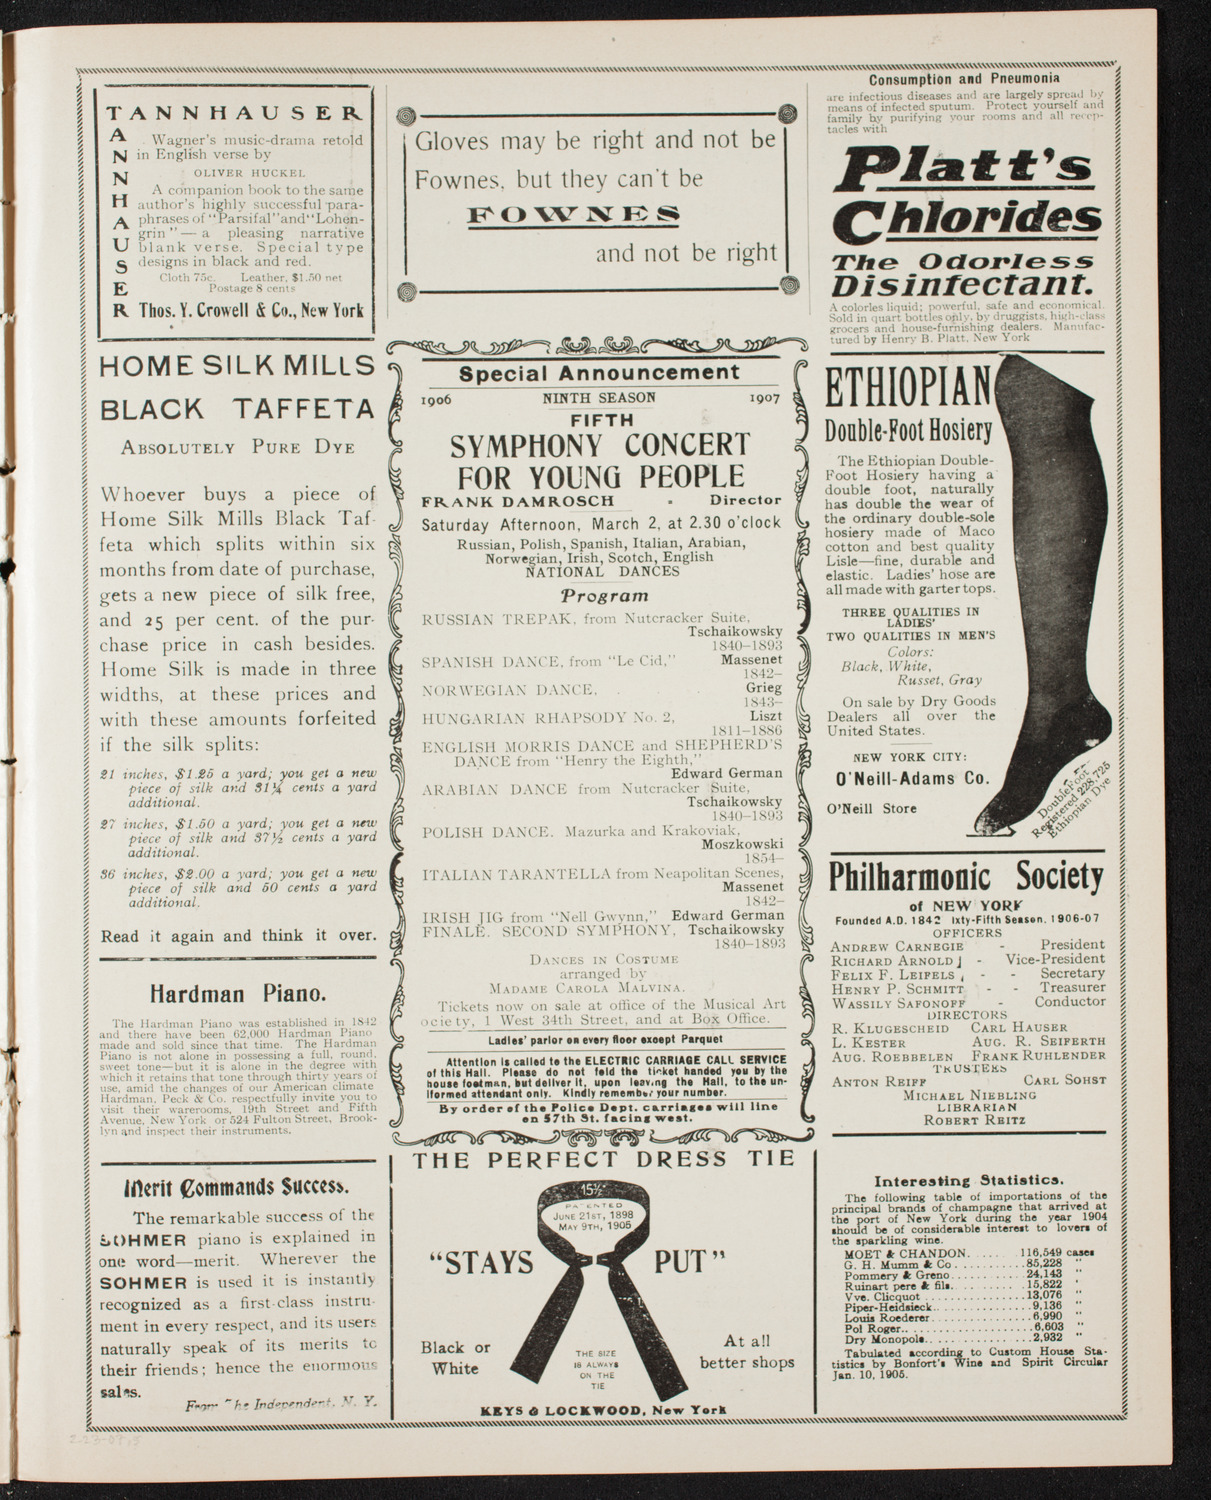 TANNHAUSER
TANNHAUSER
Wagner's music-drama retold
in English verse by
OLIVER HUCKEL
A companion book to the same
author's highly successful para-
phrases of "Parsifal" and "Lohen-
grin" — a pleasing narrative
blank verse. Special type
designs in black and red.
Cloth 75c. Leather, $1.50 net
Postage 8 cents
Thos. Y. Crowell & Co., New York
HOME SILK MILLS
BLACK TAFFETA
ABSOLUTELY PURE DYE
Whoever buys a piece of
Home Silk Mills Black Taf-
feta which splits within six
months from date of purchase,
gets a new piece of silk free,
and 25 per cent. of the pur-
chase price in cash besides.
Home Silk is made in three
widths, at these prices and
with these amounts forfeited
if the silk splits:
21 inches, $1.25 a yard; you get a new
piece of silk and 31¼ cents a yard
additional.
27 inches, $1.50 a yard; you get a new
piece of silk and 37½ cents a yard
additional.
36 inches, $2.00 a yard; you get a new
piece of silk and 50 cents a yard
additional.
Read it again and think it over.
Hardman Piano.
The Hardman Piano was established in 1842
and there have been 62,000 Hardman Piano
made and sold since that time. The Hardman
Piano is not alone in possessing a full, round,
sweet tone—but it is alone in the degree with
which it retains that tone through thirty years of
use, amid the changes of our American climate
Hardman, Peck & Co. respectfully invite you to
visit their warerooms, 19th Street and Fifth
Avenue, New York or 524 Fulton Street, Brook-
lyn and inspect their instruments.
Merit Commands Success.
The remarkable success of the
SOHMER piano is explained in
one word—merit. Wherever the
SOHMER is used it is instantly
recognized as a first-class instru-
ment in every respect, and its users
naturally speak of its merits to
their friends; hence the enormous
sales.
From The Independent, N. Y.
Gloves may be right and not be
Fownes, but they can't be
FOWNES
and not be right
Special Announcement
1906 NINTH SEASON 1907
FIFTH
SYMPHONY CONCERT
FOR YOUNG PEOPLE
FRANK DAMROSCH - Director
Saturday Afternoon, March 2, at 2.30 o'clock
Russian, Polish, Spanish, Italian, Arabian,
Norwegian, Irish, Scotch, English
NATIONAL DANCES
Program
RUSSIAN TREPAK, from Nutcracker Suite,
Tschaikowsky
1840–1893
SPANISH DANCE, from "Le Cid," Massenet
1842–
NORWEGIAN DANCE, . . Grieg
1843–
HUNGARIAN RHAPSODY No. 2, Liszt
1811–1886
ENGLISH MORRIS DANCE and SHEPHERD'S
DANCE from "Henry the Eighth,"
Edward German
ARABIAN DANCE from Nutcracker Suite,
Tschaikowsky
1840–1893
POLISH DANCE. Mazurka and Krakoviak,
Moszkowski
1854–
ITALIAN TARANTELLA from Neapolitan Scenes,
Massenet
1842–
IRISH JIG from "Nell Gwynn," Edward German
FINALE. SECOND SYMPHONY, Tschaikowsky
1840–1893
DANCES IN COSTUME
arranged by
MADAME CAROLA MALVINA.
Tickets now on sale at office of the Musical Art
ociety, 1 West 34th Street, and at Box Office.
Ladies' parlor on every floor except Parquet
Attention is called to the ELECTRIC CARRIAGE CALL SERVICE
of this Hall. Please do not fold the ticket handed you by the
house footman, but deliver it, upon leaving the Hall, to the un-
iformed attendant only. Kindly remember your number.
By order of the Police Dept. carriages will line
on 57th St. facing west.
THE PERFECT DRESS TIE
15½
PATENTED
JUNE 21ST, 1898
MAY 9TH, 1905
"STAYS PUT"
Black or
White
THE SIZE
IS ALWAYS
ON THE
TIE
At all
better shops
KEYS & LOCKWOOD, New York
Consumption and Pneumonia
are infectious diseases and are largely spread by
means of infected sputum. Protect yourself and
family by purifying your rooms and all recep-
tacles with
Platt's
Chlorides
The Odorless
Disinfectant.
A colorles liquid; powerful, safe and economical.
Sold in quart bottles only, by druggists, high-class
grocers and house-furnishing dealers. Manufac-
tured by Henry B. Platt, New York
ETHIOPIAN
Double-Foot Hosiery
The Ethiopian Double-
Foot Hosiery having a
double foot, naturally
has double the wear of
the ordinary double-sole
hosiery made of Maco
cotton and best quality
Lisle—fine, durable and
elastic. Ladies' hose are
all made with garter tops.
THREE QUALITIES IN
LADIES'
TWO QUALITIES IN MEN'S
Colors:
Black, White,
Russet, Gray
On sale by Dry Goods
Dealers all over the
United States.
NEW YORK CITY:
O'Neill-Adams Co.
O'Neill Store
Double-Foot
Registered 228,725
Ethiopian Dye
Philharmonic Society
of NEW YORK
Founded A.D. 1842 ixty-Fifth Season, 1906-07
OFFICERS
ANDREW CARNEGIE - President
RICHARD ARNOLD - Vice-President
FELIX F. LEIFELS - - Secretary
HENRY P. SCHMITT - - Treasurer
WASSILY SAFONOFF - Conductor
DIRECTORS
R. KLUGESCHEID CARL HAUSER
L. KESTER AUG. R. SEIFERTH
AUG. ROEBBELEN FRANK RUHLENDER
TRUSTEES
ANTON REIFF CARL SOHST
MICHAEL NIEBLING
LIBRARIAN
ROBERT REITZ
Interesting Statistics.
The following table of importations of the
principal brands of champagne that arrived at
the port of New York during the year 1904
should be of considerable interest to lovers of
the sparkling wine.
MOET & CHANDON......116,549 cases
G. H. Mumm & Co..........85,228 "
Pommery & Greno..........24,143 "
Ruinart pere & fils..........15,822 "
Vve. Clicquot..........13,076 "
Piper-Heidsieck..........9,136 "
Louis Roederer..........6,990 "
Pol Roger..........6,603 "
Dry Monopole..........2,932 "
Tabulated according to Custom House Sta-
tistics by Bonfort's Wine and Spirit Circular
Jan. 10, 1905.